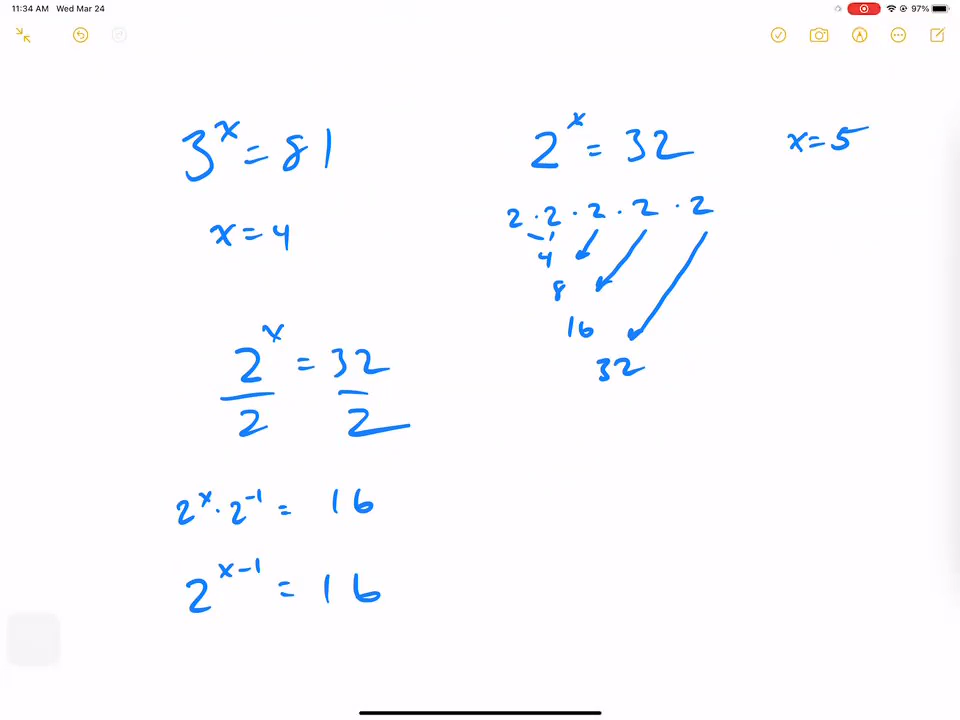 11:34 AM Wed Mar 24
97%
3^x = 81
x = 4
2^x = 32
x = 5
2 · 2 · 2 · 2 · 2
4
8
16
32
2^x = 32
2 2
2^x · 2^-1 = 16
2^x-1 = 16